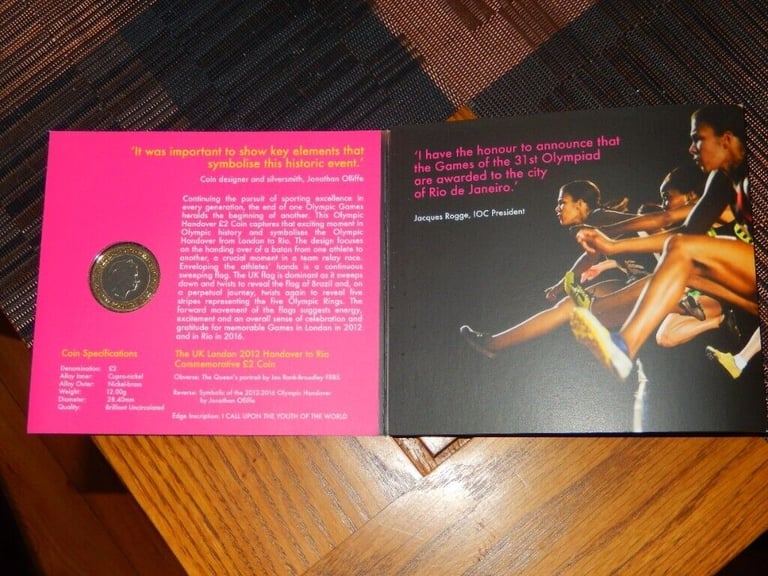 'It was important to show key elements that
symbolise this historic event.'
Coin designer and silversmith, Jonathan Olliffe
Continuing the pursuit of sporting excellence in
every generation, the end of one Olympic Games
heralds the beginning of another. This Olympic
Handover £2 Coin captures that exciting moment in
Olympic history and symbolises the Olympic
Handover from London to Rio. The design focuses
on the handing over of a baton from one athlete to
another, a crucial moment in a team relay race.
Enveloping the athletes' hands is a continuous
sweeping flag. The UK flag is dominant as it sweeps
down and twists to reveal the flag of Brazil and, on
a perpetual journey, twists again to reveal five
stripes representing the five Olympic Rings. The
forward movement of the flags suggests energy,
excitement and an overall sense of celebration and
gratitude for memorable Games in London in 2012
and in Rio in 2016.
Coin Specifications
Denomination: £2
Alloy Inner: Cupro-nickel
Alloy Outer: Nickel-brass
Weight: 12.00g
Diameter: 28.40mm
Quality: Brilliant Uncirculated
The UK London 2012 Handover to Rio
Commemorative £2 Coin
Obverse: The Queen's portrait by Ian Rank-Broadley FRBS
Reverse: Symbolic of the 2012-2016 Olympic Handover
by Jonathan Olliffe
Edge Inscription: I CALL UPON THE YOUTH OF THE WORLD
'I have the honour to announce that
the Games of the 31st Olympiad
are awarded to the city
of Rio de Janeiro.'
Jacques Rogge, IOC President